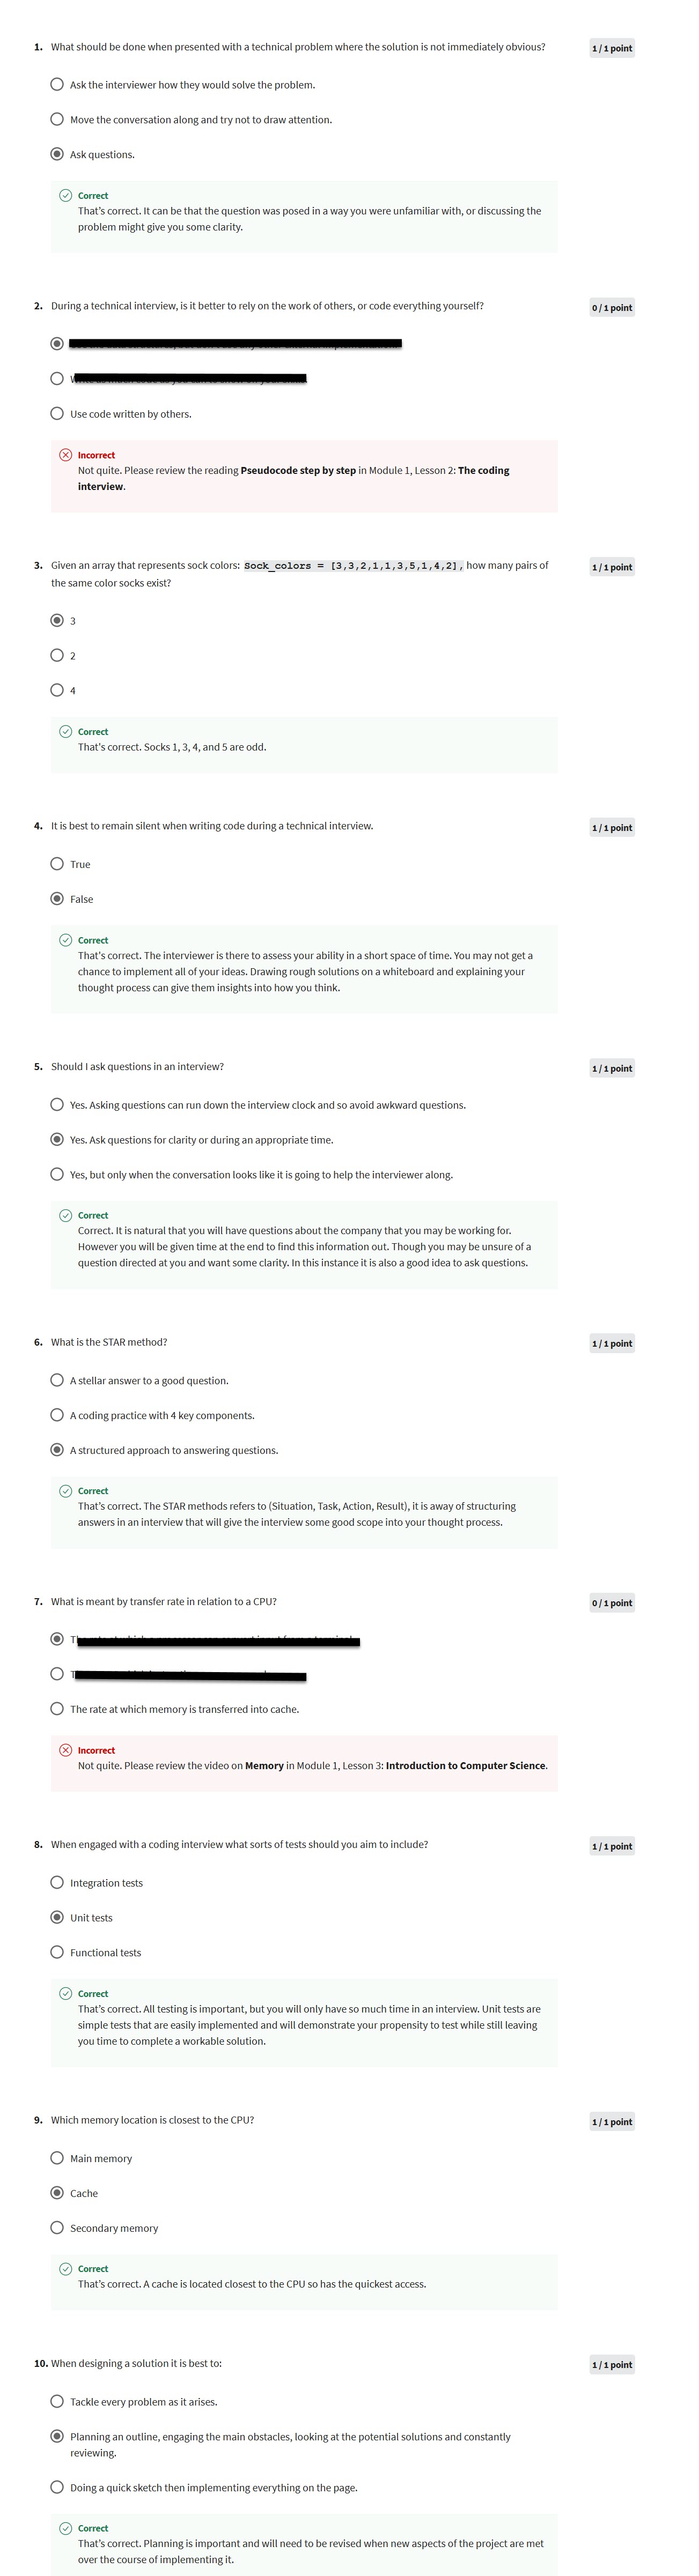 1. What should be done when presented with a technical problem where the solution is not immediately obvious?
1 / 1 point
Ask the interviewer how they would solve the problem.
Move the conversation along and try not to draw attention.
Ask questions.
Correct
That's correct. It can be that the question was posed in a way you were unfamiliar with, or discussing the
problem might give you some clarity.
2. During a technical interview, is it better to rely on the work of others, or code everything yourself?
0 / 1 point
Use code written by others.
Incorrect
Not quite. Please review the reading Pseudocode step by step in Module 1, Lesson 2: The coding
interview.
3. Given an array that represents sock colors: Sock_colors = [3,3,2,1,1,3,5,1,4,2], how many pairs of
the same color socks exist?
1 / 1 point
3
2
4
Correct
That's correct. Socks 1, 3, 4, and 5 are odd.
4. It is best to remain silent when writing code during a technical interview.
1 / 1 point
True
False
Correct
That's correct. The interviewer is there to assess your ability in a short space of time. You may not get a
chance to implement all of your ideas. Drawing rough solutions on a whiteboard and explaining your
thought process can give them insights into how you think.
5. Should I ask questions in an interview?
1 / 1 point
Yes. Asking questions can run down the interview clock and so avoid awkward questions.
Yes. Ask questions for clarity or during an appropriate time.
Yes, but only when the conversation looks like it is going to help the interviewer along.
Correct
Correct. It is natural that you will have questions about the company that you may be working for.
However you will be given time at the end to find this information out. Though you may be unsure of a
question directed at you and want some clarity. In this instance it is also a good idea to ask questions.
6. What is the STAR method?
1 / 1 point
A stellar answer to a good question.
A coding practice with 4 key components.
A structured approach to answering questions.
Correct
That's correct. The STAR methods refers to (Situation, Task, Action, Result), it is away of structuring
answers in an interview that will give the interview some good scope into your thought process.
7. What is meant by transfer rate in relation to a CPU?
0 / 1 point
The rate at which memory is transferred into cache.
Incorrect
Not quite. Please review the video on Memory in Module 1, Lesson 3: Introduction to Computer Science.
8. When engaged with a coding interview what sorts of tests should you aim to include?
1 / 1 point
Integration tests
Unit tests
Functional tests
Correct
That's correct. All testing is important, but you will only have so much time in an interview. Unit tests are
simple tests that are easily implemented and will demonstrate your propensity to test while still leaving
you time to complete a workable solution.
9. Which memory location is closest to the CPU?
1 / 1 point
Main memory
Cache
Secondary memory
Correct
That's correct. A cache is located closest to the CPU so has the quickest access.
10. When designing a solution it is best to:
1 / 1 point
Tackle every problem as it arises.
Planning an outline, engaging the main obstacles, looking at the potential solutions and constantly
reviewing.
Doing a quick sketch then implementing everything on the page.
Correct
That's correct. Planning is important and will need to be revised when new aspects of the project are met
over the course of implementing it.